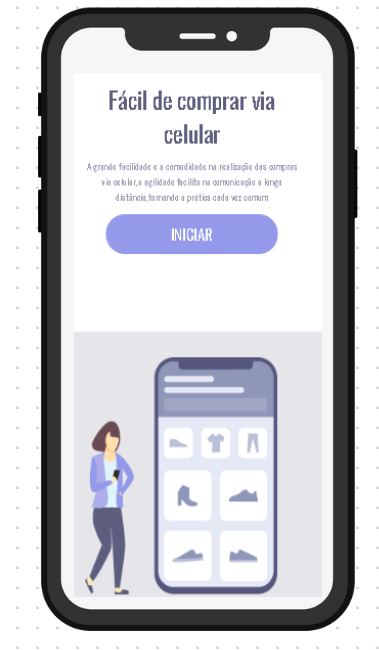 Fácil de comprar via
celular
A grande facilidade e a comodidade na realização das compras
via celular,a agilidade facilita na comunicação a longa
distância,tornando a prática cada vez comum
INICIAR